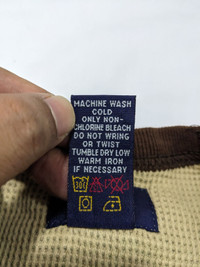 MACHINE WASH
COLD
ONLY NON-
CHLORINE BLEACH
DO NOT WRING
OR TWIST
TUMBLE DRY LOW
WARM IRON
IF NECESSARY